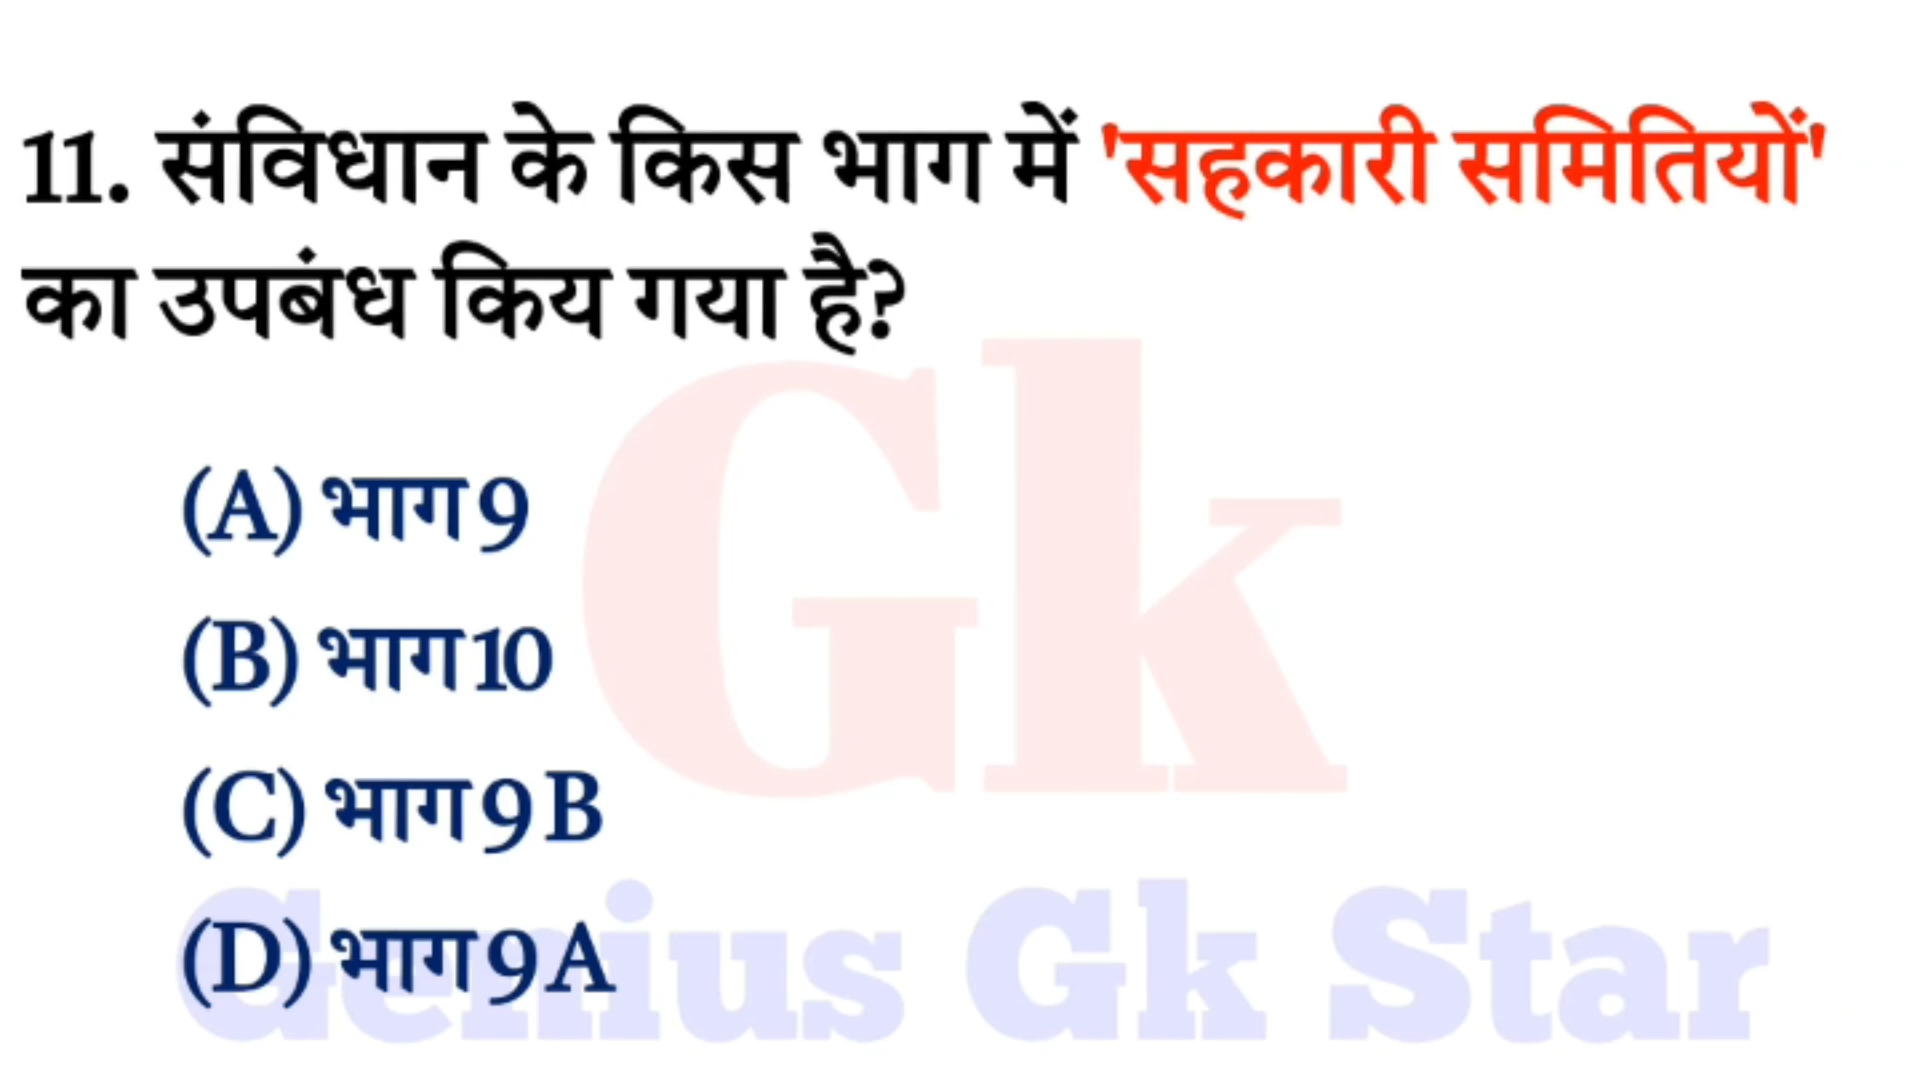 11. संविधान के किस भाग में 'सहकारी समितियों'
का उपबंध किय गया है?
Gk
(A) भाग 9
(B) भाग 10
(C) भाग 9 B
(D) भाग 9 A
Genius Gk Star